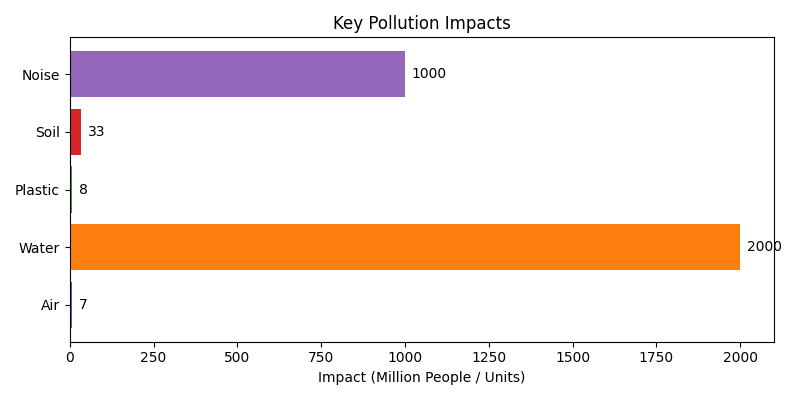 Key Pollution Impacts
Noise 1000
Soil 33
Plastic 8
Water 2000
Air 7
0 250 500 750 1000 1250 1500 1750 2000
Impact (Million People / Units)